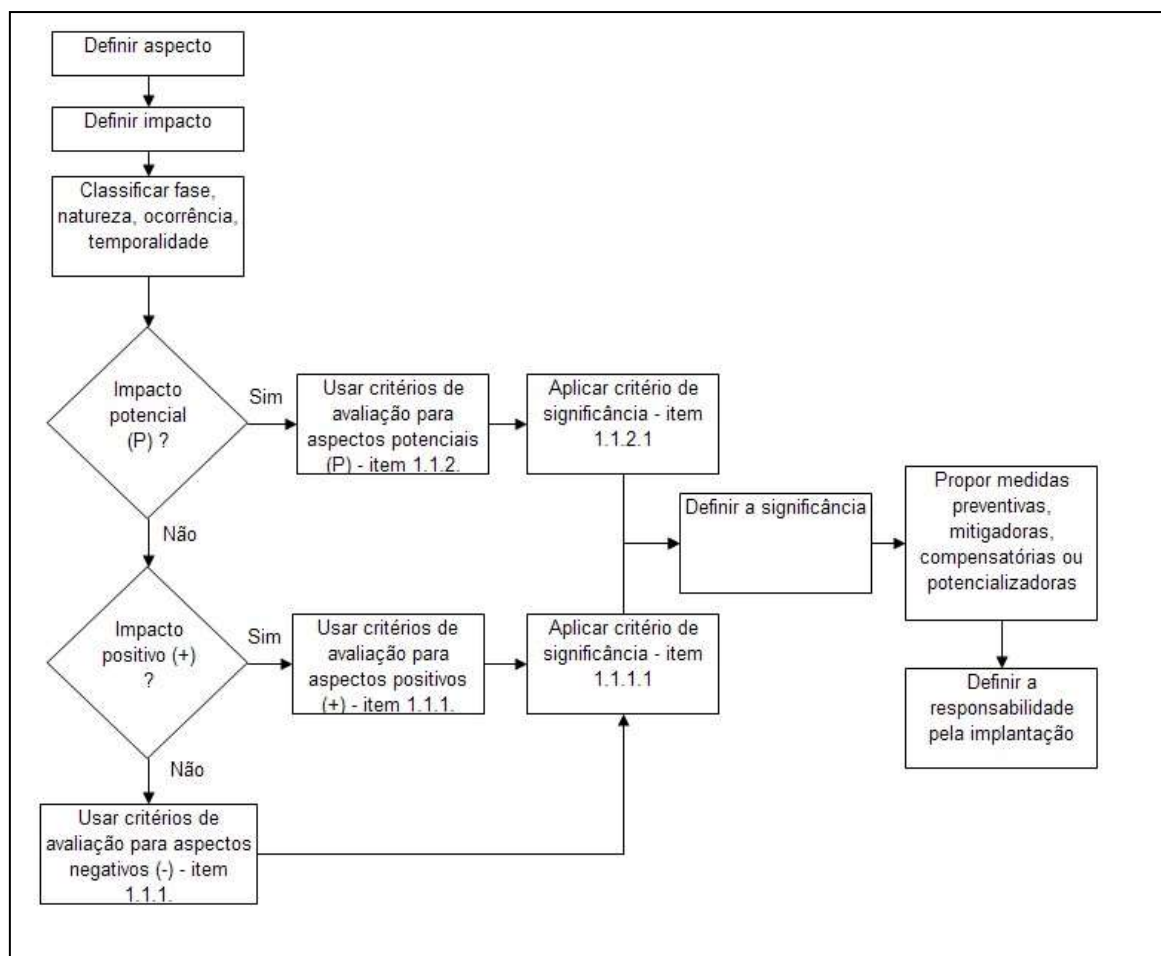 Definir aspecto
Definir impacto
Classificar fase,
natureza, ocorrência,
temporalidade
Impacto
potencial
(P) ?
Sim
Usar critérios de
avaliação para
aspectos potenciais
(P) - item 1.1.2.
Aplicar critério de
significância - item
1.1.2.1
Não
Impacto
positivo (+)
?
Sim
Usar critérios de
avaliação para
aspectos positivos
(+) - item 1.1.1.
Aplicar critério de
significância - item
1.1.1.1
Não
Usar critérios de
avaliação para aspectos
negativos (-) - item
1.1.1.
Definir a significância
Propor medidas
preventivas,
mitigadoras,
compensatórias ou
potencializadoras
Definir a
responsabilidade
pela implantação